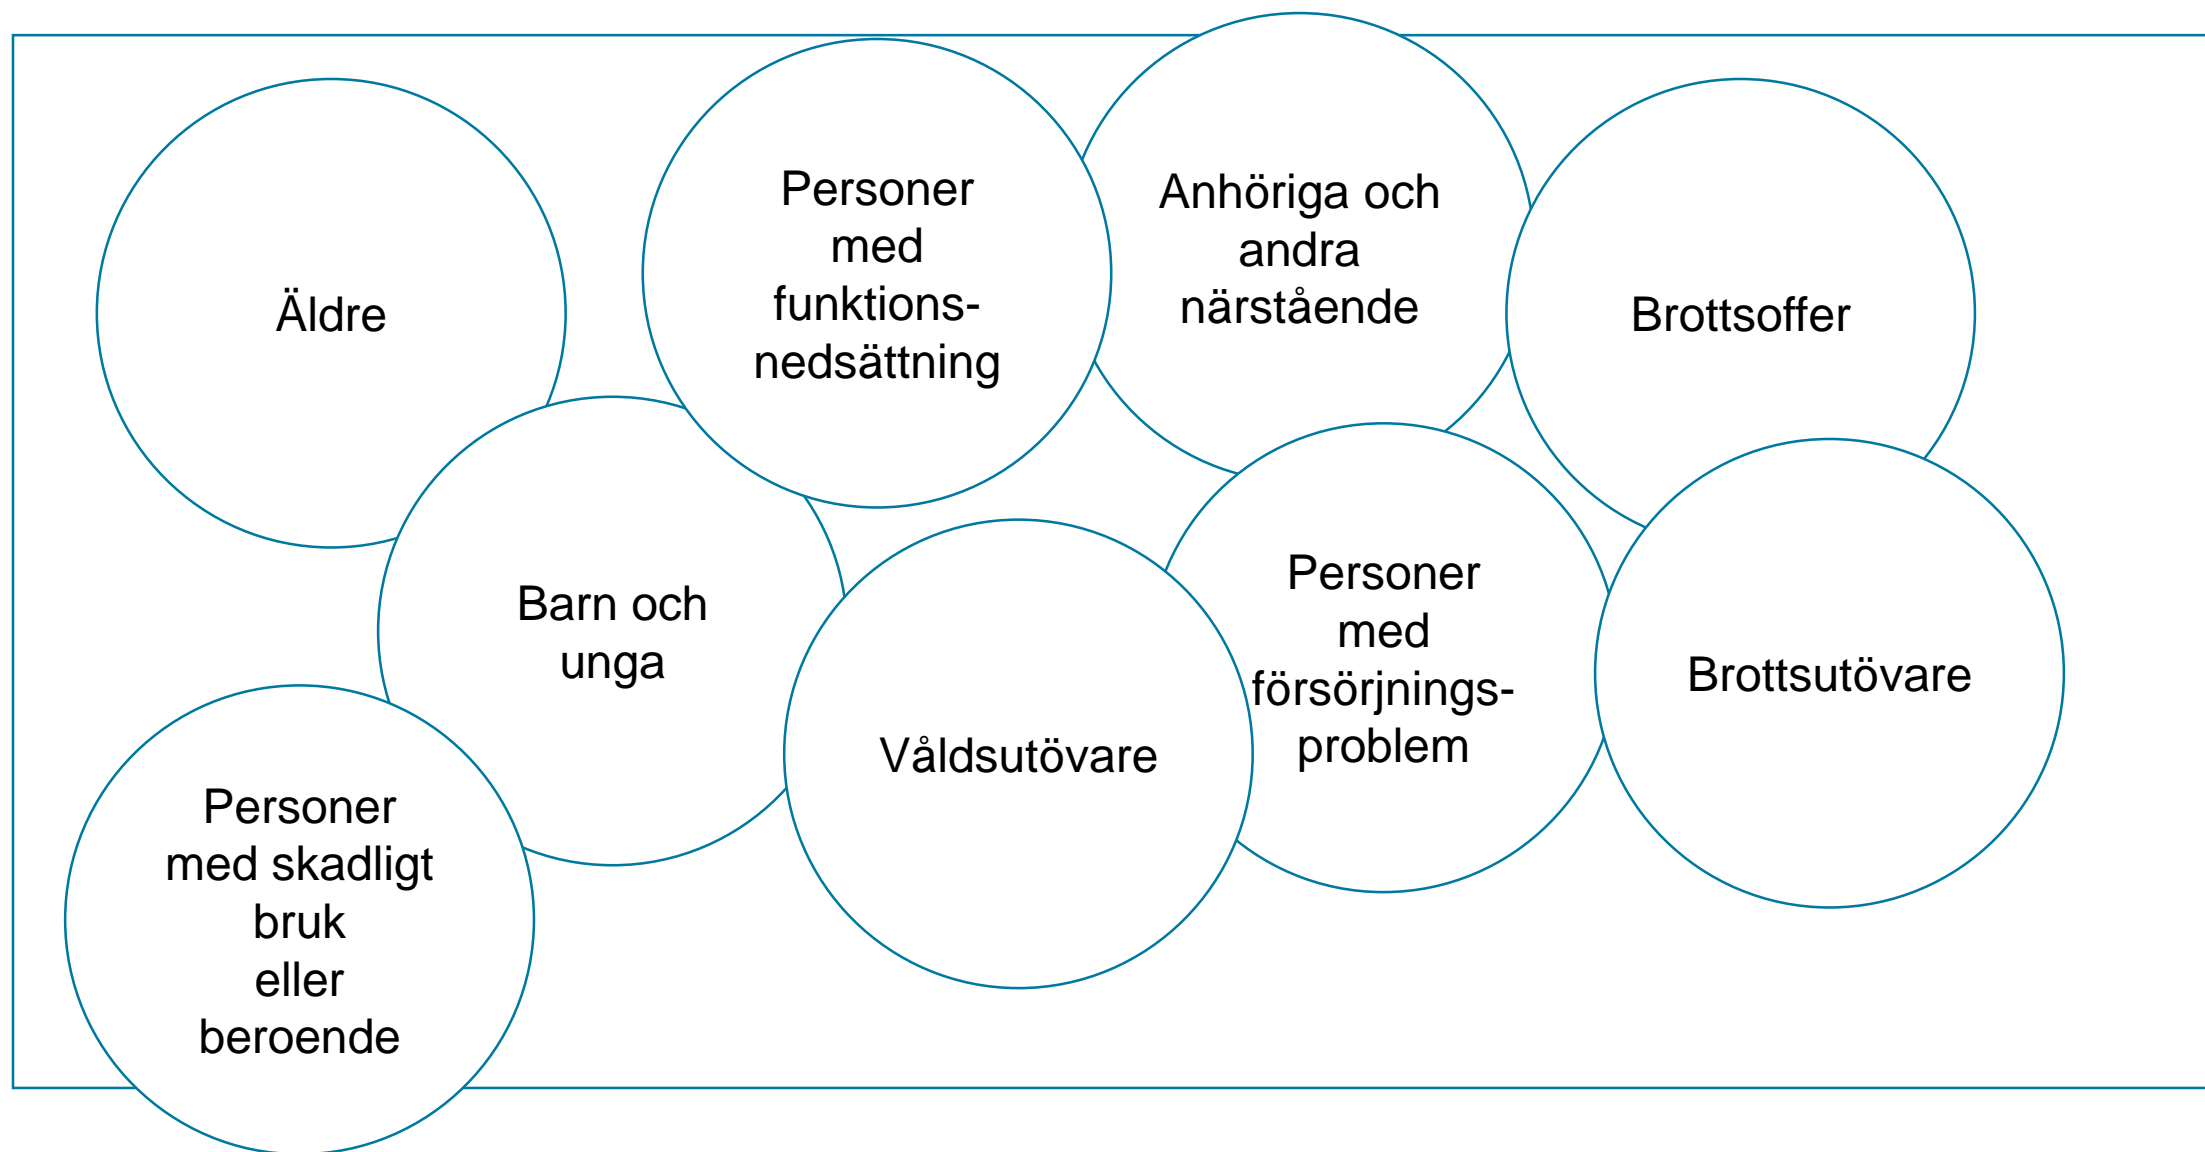 Äldre
Personer
med
funktions-
nedsättning
Anhöriga och
andra
närstående
Brottsoffer
Barn och
unga
Våldsutövare
Personer
med
försörjnings-
problem
Brottsutövare
Personer
med skadligt
bruk
eller
beroende